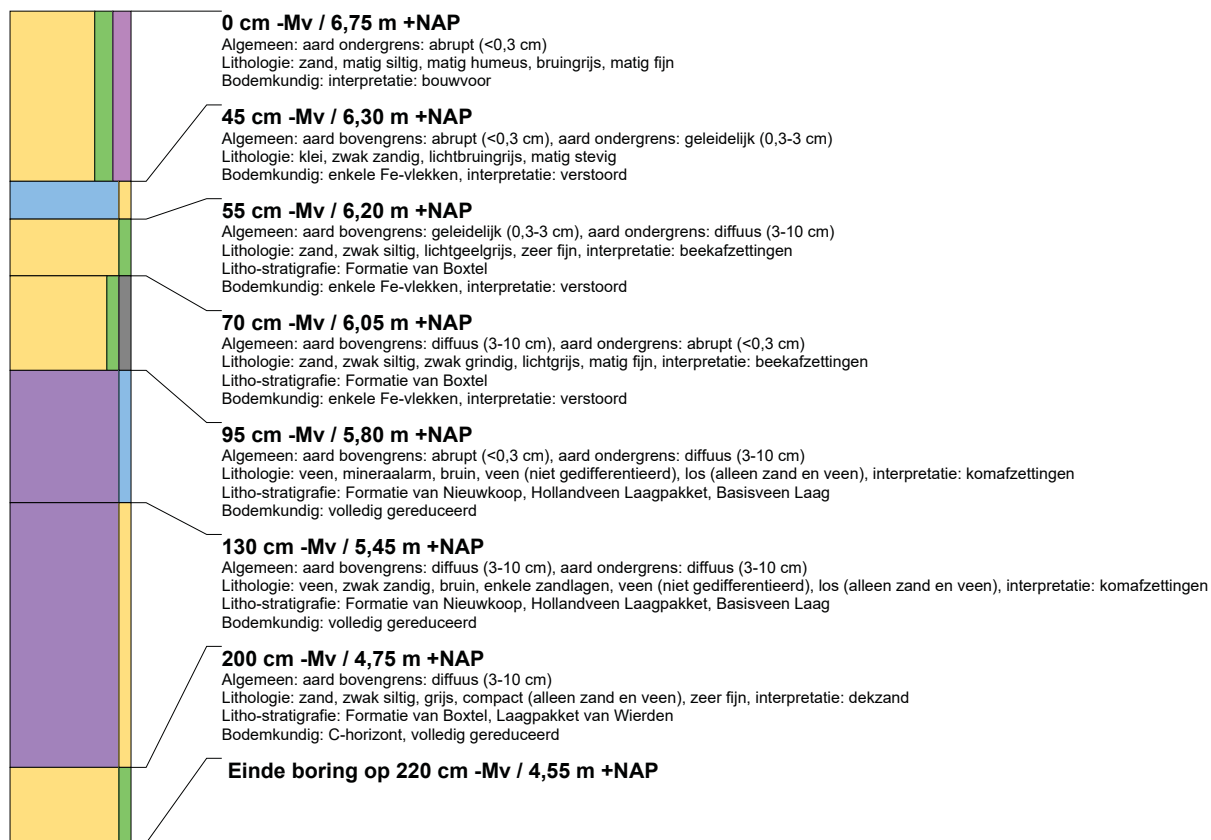 0 cm -Mv / 6,75 m +NAP
Algemeen: aard ondergrens: abrupt (<0,3 cm)
Lithologie: zand, matig siltig, matig humeus, bruingrijs, matig fijn
Bodemkundig: interpretatie: bouwvoor
45 cm -Mv / 6,30 m +NAP
Algemeen: aard bovengrens: abrupt (<0,3 cm), aard ondergrens: geleidelijk (0,3-3 cm)
Lithologie: klei, zwak zandig, lichtbruingrijs, matig stevig
Bodemkundig: enkele Fe-vlekken, interpretatie: verstoord
55 cm -Mv / 6,20 m +NAP
Algemeen: aard bovengrens: geleidelijk (0,3-3 cm), aard ondergrens: diffuus (3-10 cm)
Lithologie: zand, zwak siltig, lichtgeelgrijs, zeer fijn, interpretatie: beekafzettingen
Litho-stratigrafie: Formatie van Boxtel
Bodemkundig: enkele Fe-vlekken, interpretatie: verstoord
70 cm -Mv / 6,05 m +NAP
Algemeen: aard bovengrens: diffuus (3-10 cm), aard ondergrens: abrupt (<0,3 cm)
Lithologie: zand, zwak siltig, zwak grindig, lichtgrijs, matig fijn, interpretatie: beekafzettingen
Litho-stratigrafie: Formatie van Boxtel
Bodemkundig: enkele Fe-vlekken, interpretatie: verstoord
95 cm -Mv / 5,80 m +NAP
Algemeen: aard bovengrens: abrupt (<0,3 cm), aard ondergrens: diffuus (3-10 cm)
Lithologie: veen, mineraalarm, bruin, veen (niet gedifferentieerd), los (alleen zand en veen), interpretatie: komafzettingen
Litho-stratigrafie: Formatie van Nieuwkoop, Hollandveen Laagpakket, Basisveen Laag
Bodemkundig: volledig gereduceerd
130 cm -Mv / 5,45 m +NAP
Algemeen: aard bovengrens: diffuus (3-10 cm), aard ondergrens: diffuus (3-10 cm)
Lithologie: veen, zwak zandig, bruin, enkele zandlagen, veen (niet gedifferentieerd), los (alleen zand en veen), interpretatie: komafzettingen
Litho-stratigrafie: Formatie van Nieuwkoop, Hollandveen Laagpakket, Basisveen Laag
Bodemkundig: volledig gereduceerd
200 cm -Mv / 4,75 m +NAP
Algemeen: aard bovengrens: diffuus (3-10 cm)
Lithologie: zand, zwak siltig, grijs, compact (alleen zand en veen), zeer fijn, interpretatie: dekzand
Litho-stratigrafie: Formatie van Boxtel, Laagpakket van Wierden
Bodemkundig: C-horizont, volledig gereduceerd
Einde boring op 220 cm -Mv / 4,55 m +NAP